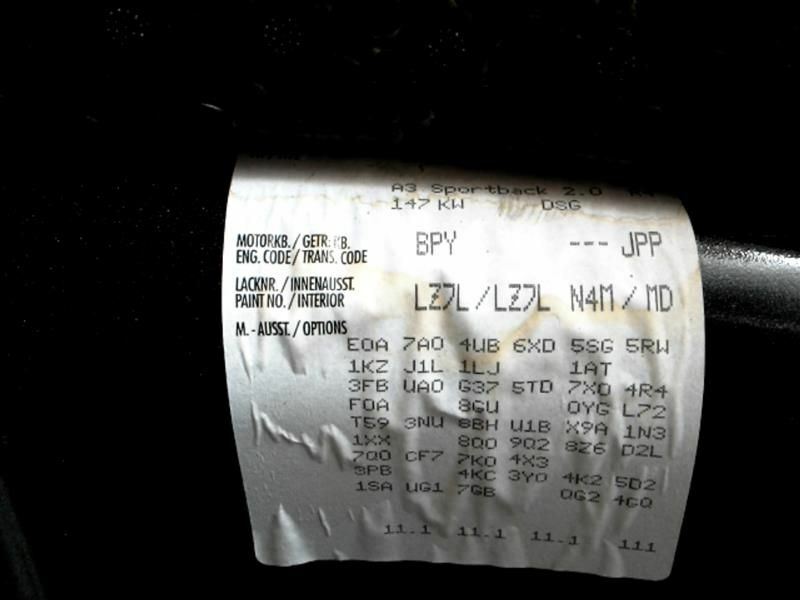 A3 Sportback 2.0
147 KW DSG
MOTORKB./GETR. KB. BPY --- JPP
ENG. CODE/TRANS. CODE
LACKNR./INNENAUSST. LZ7L/LZ7L N4M/MD
PAINT NO./INTERIOR
M.-AUSST./OPTIONS
E0A 7A0 4UB 6XD 5SG 5RW
1KZ J1L 1LJ 1AT
3FB UA0 G37 5TD 7X0 4R4
F0A 8GU 0YG L72
T59 3NU 8BH U1B X9A 1N3
1XX 8Q0 9Q2 8Z6 D2L
7Q0 CF7 7K0 4X3
3PB 4KC 3Y0 4K2 5D2
1SA UG1 7GB QG2 4GQ
11.1 11.1 11.1 111